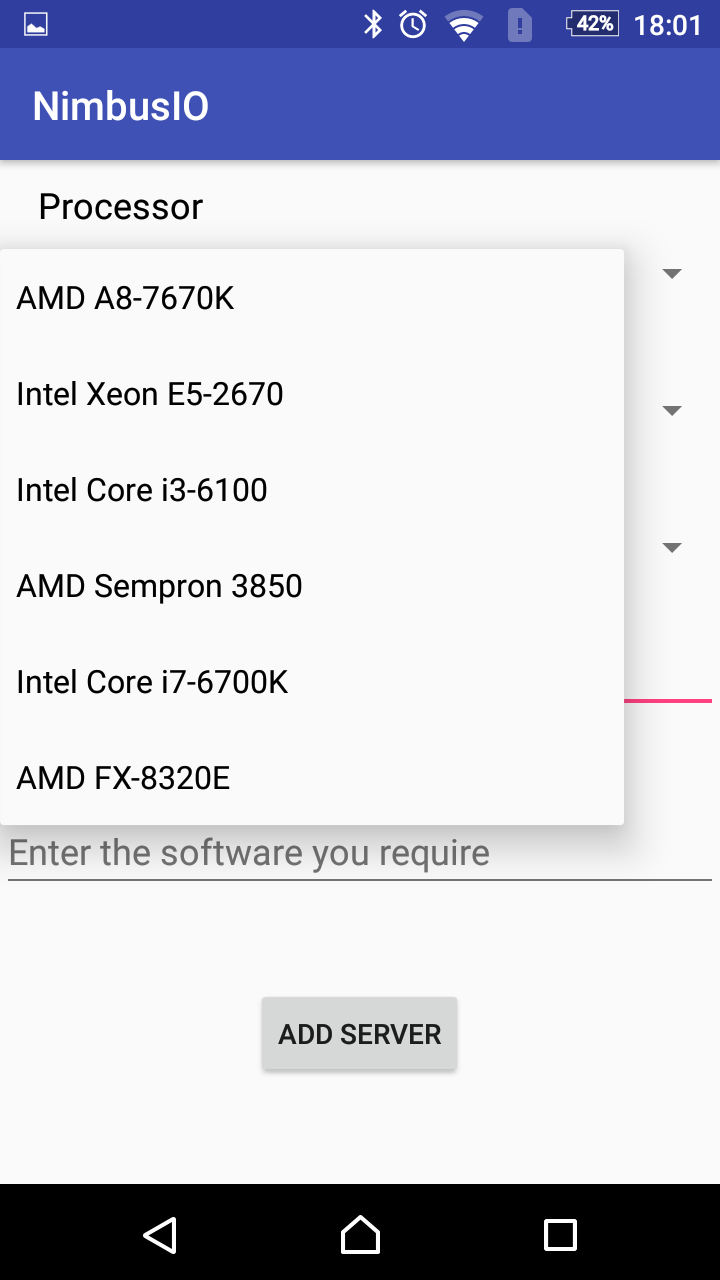 42% 18:01
NimbusIO
Processor
AMD A8-7670K
Intel Xeon E5-2670
Intel Core i3-6100
AMD Sempron 3850
Intel Core i7-6700K
AMD FX-8320E
Enter the software you require
ADD SERVER